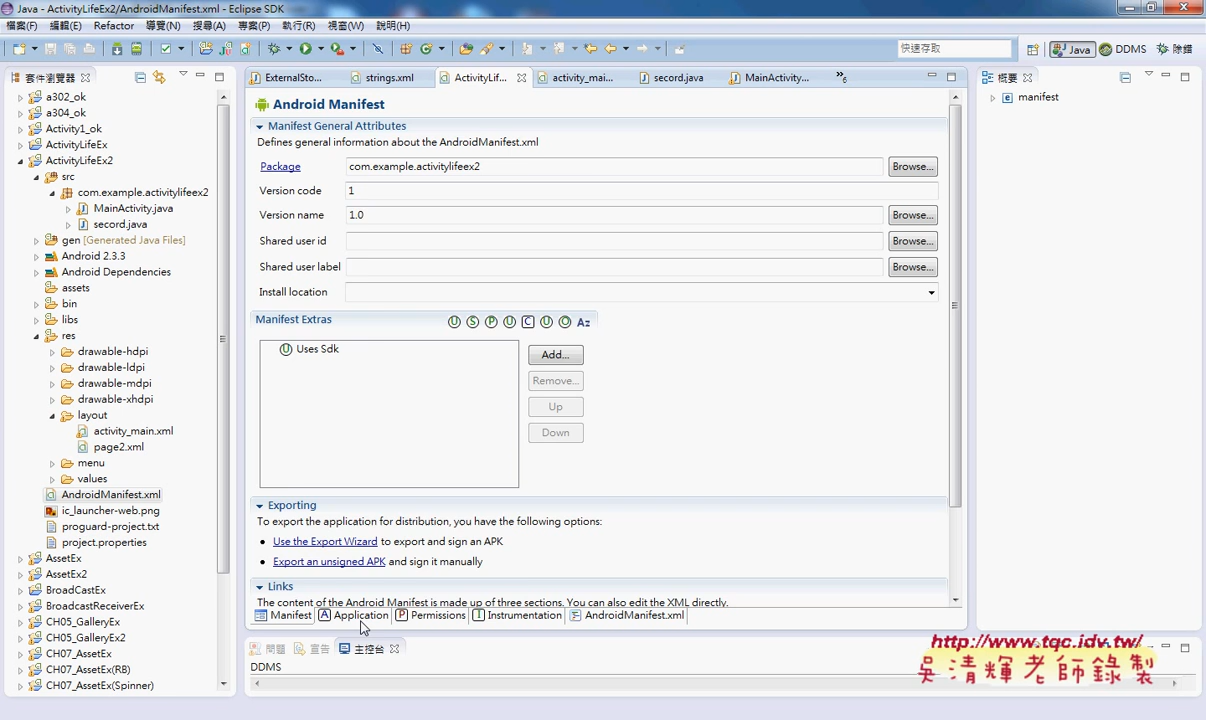 Java - ActivityLifeEx2/AndroidManifest.xml - Eclipse SDK
檔案(F) 編輯(E) Refactor 導覽(N) 搜尋(A) 專案(P) 執行(R) 視窗(W) 說明(H)
快速存取 Java DDMS 除錯
套件瀏覽器
ExternalSto... strings.xml ActivityLif... activity_mai... secord.java MainActivity... »6
概要
a302_ok
a304_ok
Activity1_ok
ActivityLifeEx
ActivityLifeEx2
src
com.example.activitylifeex2
MainActivity.java
secord.java
gen [Generated Java Files]
Android 2.3.3
Android Dependencies
assets
bin
libs
res
drawable-hdpi
drawable-ldpi
drawable-mdpi
drawable-xhdpi
layout
activity_main.xml
page2.xml
menu
values
AndroidManifest.xml
ic_launcher-web.png
proguard-project.txt
project.properties
AssetEx
AssetEx2
BroadCastEx
BroadcastReceiverEx
CH05_GalleryEx
CH05_GalleryEx2
CH07_AssetEx
CH07_AssetEx(RB)
CH07_AssetEx(Spinner)
Android Manifest
Manifest General Attributes
Defines general information about the AndroidManifest.xml
Package com.example.activitylifeex2 Browse...
Version code 1
Version name 1.0 Browse...
Shared user id Browse...
Shared user label Browse...
Install location
Manifest Extras U S P U C U O Az
U Uses Sdk
Add...
Remove...
Up
Down
Exporting
To export the application for distribution, you have the following options:
Use the Export Wizard to export and sign an APK
Export an unsigned APK and sign it manually
Links
The content of the Android Manifest is made up of three sections. You can also edit the XML directly.
Manifest A Application P Permissions I Instrumentation AndroidManifest.xml
問題 宣告 主控台
DDMS
manifest
http://www.tqc.idv.tw/
吳清輝老師錄製